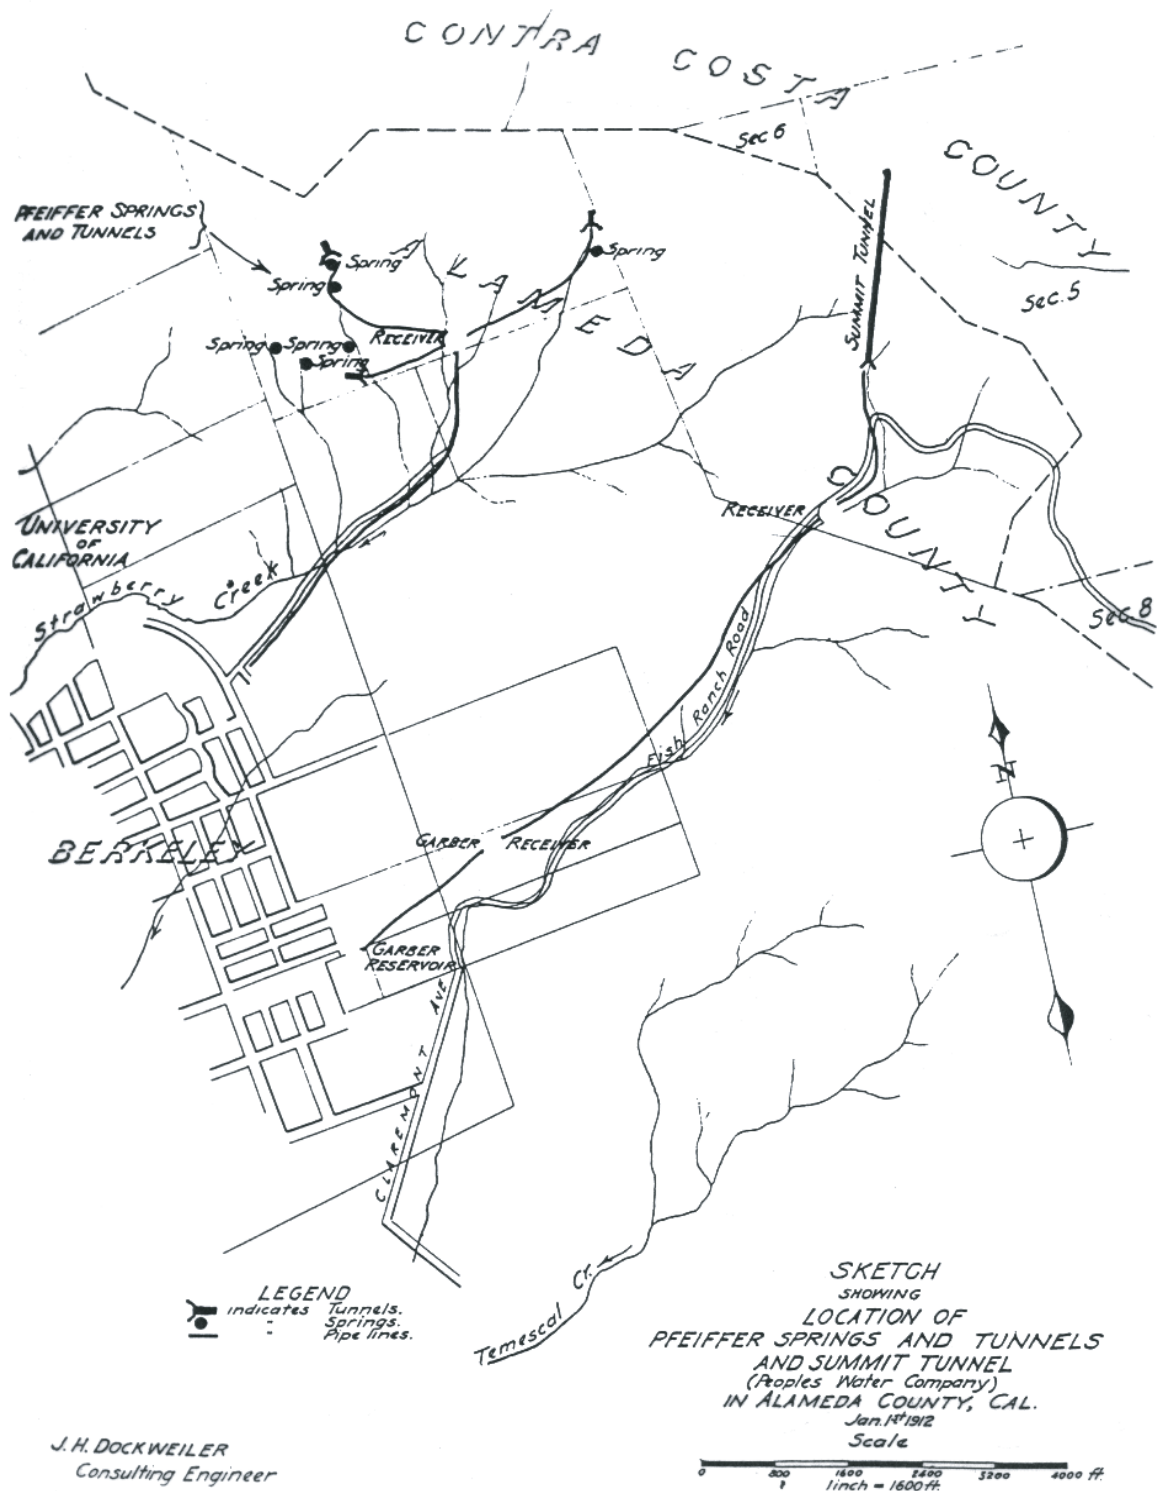 CONTRA COSTA COUNTY
Sec 6
Sec. 5
PFEIFFER SPRINGS
AND TUNNELS
Spring
Spring
Spring
Spring
Spring
Spring
ALAMEDA COUNTY
SUMMIT TUNNEL
RECEIVER
RECEIVER
UNIVERSITY
OF
CALIFORNIA
Strawberry Creek
Sec. 8
Fish Ranch Road
N
BERKELEY
GARBER RECEIVER
GARBER
RESERVOIR
CLAREMONT AVE
Temescal Cr.
LEGEND
indicates Tunnels.
" Springs.
" Pipe lines.
SKETCH
SHOWING
LOCATION OF
PFEIFFER SPRINGS AND TUNNELS
AND SUMMIT TUNNEL
(Peoples Water Company)
IN ALAMEDA COUNTY, CAL.
Jan. 1st 1912
Scale
0 800 1600 2400 3200 4000 ft.
1 inch = 1600 ft.
J. H. DOCKWEILER
Consulting Engineer